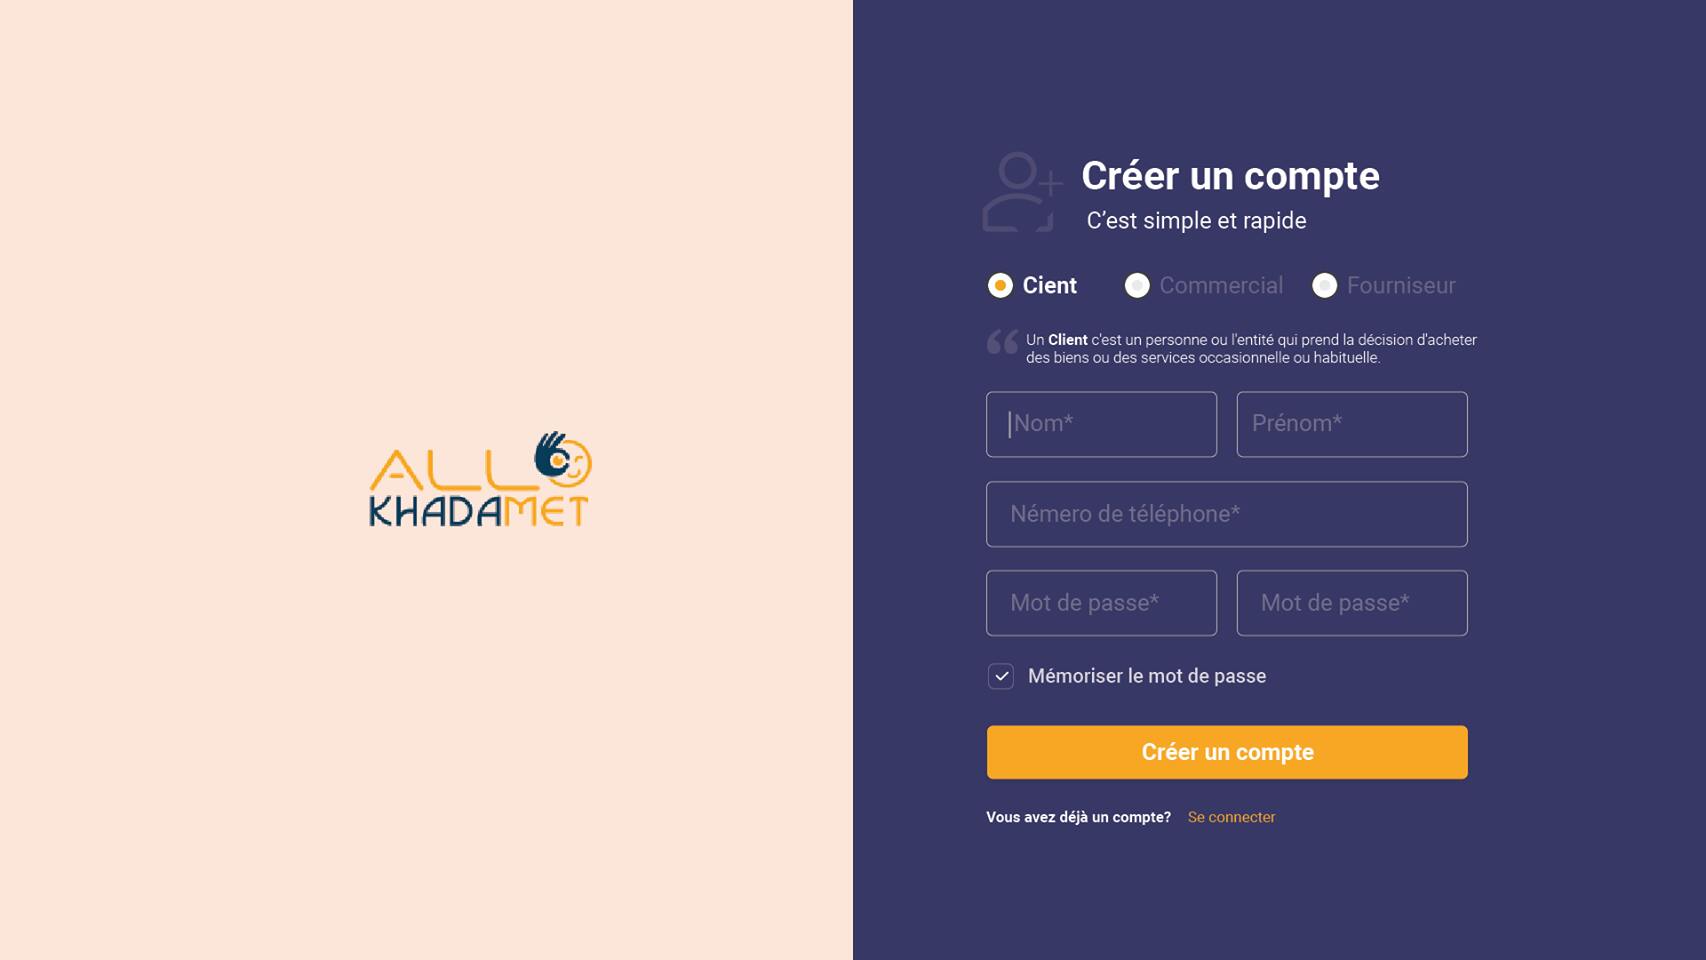 ALLO
KHADAMET
Créer un compte
C’est simple et rapide
Cient
Commercial
Fourniseur
Un Client c'est un personne ou l'entité qui prend la décision d'acheter
des biens ou des services occasionnelle ou habituelle.
Nom*
Prénom*
Némero de téléphone*
Mot de passe*
Mot de passe*
Mémoriser le mot de passe
Créer un compte
Vous avez déjà un compte? Se connecter